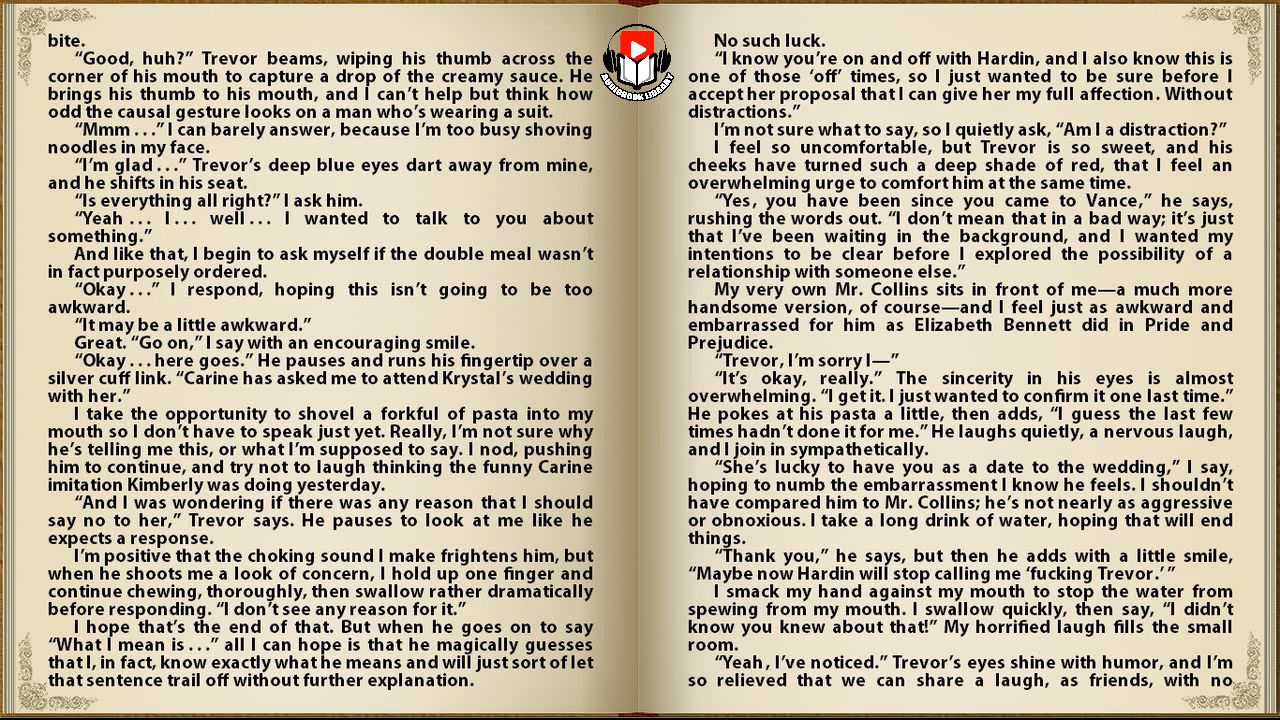 bite.
“Good, huh?” Trevor beams, wiping his thumb across the
corner of his mouth to capture a drop of the creamy sauce. He
brings his thumb to his mouth, and I can’t help but think how
odd the causal gesture looks on a man who’s wearing a suit.
“Mmm . . .” I can barely answer, because I’m too busy shoving
noodles in my face.
“I’m glad . . .” Trevor’s deep blue eyes dart away from mine,
and he shifts in his seat.
“Is everything all right?” I ask him.
“Yeah . . . I . . . well . . . I wanted to talk to you about
something.”
And like that, I begin to ask myself if the double meal wasn’t
in fact purposely ordered.
“Okay . . .” I respond, hoping this isn’t going to be too
awkward.
“It may be a little awkward.”
Great. “Go on,” I say with an encouraging smile.
“Okay . . . here goes.” He pauses and runs his fingertip over a
silver cuff link. “Carine has asked me to attend Krystal’s wedding
with her.”
I take the opportunity to shovel a forkful of pasta into my
mouth so I don’t have to speak just yet. Really, I’m not sure why
he’s telling me this, or what I’m supposed to say. I nod, pushing
him to continue, and try not to laugh thinking the funny Carine
imitation Kimberly was doing yesterday.
“And I was wondering if there was any reason that I should
say no to her,” Trevor says. He pauses to look at me like he
expects a response.
I’m positive that the choking sound I make frightens him, but
when he shoots me a look of concern, I hold up one finger and
continue chewing, thoroughly, then swallow rather dramatically
before responding. “I don’t see any reason for it.”
I hope that’s the end of that. But when he goes on to say
“What I mean is . . .” all I can hope is that he magically guesses
that I, in fact, know exactly what he means and will just sort of let
that sentence trail off without further explanation.
AUDIOBOOK LIBRARY
No such luck.
“I know you’re on and off with Hardin, and I also know this is
one of those ‘off’ times, so I just wanted to be sure before I
accept her proposal that I can give her my full affection. Without
distractions.”
I’m not sure what to say, so I quietly ask, “Am I a distraction?”
I feel so uncomfortable, but Trevor is so sweet, and his
cheeks have turned such a deep shade of red, that I feel an
overwhelming urge to comfort him at the same time.
“Yes, you have been since you came to Vance,” he says,
rushing the words out. “I don’t mean that in a bad way; it’s just
that I’ve been waiting in the background, and I wanted my
intentions to be clear before I explored the possibility of a
relationship with someone else.”
My very own Mr. Collins sits in front of me—a much more
handsome version, of course—and I feel just as awkward and
embarrassed for him as Elizabeth Bennett did in Pride and
Prejudice.
“Trevor, I’m sorry I—”
“It’s okay, really.” The sincerity in his eyes is almost
overwhelming. “I get it. I just wanted to confirm it one last time.”
He pokes at his pasta a little, then adds, “I guess the last few
times hadn’t done it for me.” He laughs quietly, a nervous laugh,
and I join in sympathetically.
“She’s lucky to have you as a date to the wedding,” I say,
hoping to numb the embarrassment I know he feels. I shouldn’t
have compared him to Mr. Collins; he’s not nearly as aggressive
or obnoxious. I take a long drink of water, hoping that will end
things.
“Thank you,” he says, but then he adds with a little smile,
“Maybe now Hardin will stop calling me ‘fucking Trevor.’ ”
I smack my hand against my mouth to stop the water from
spewing from my mouth. I swallow quickly, then say, “I didn’t
know you knew about that!” My horrified laugh fills the small
room.
“Yeah, I’ve noticed.” Trevor’s eyes shine with humor, and I’m
so relieved that we can share a laugh, as friends, with no